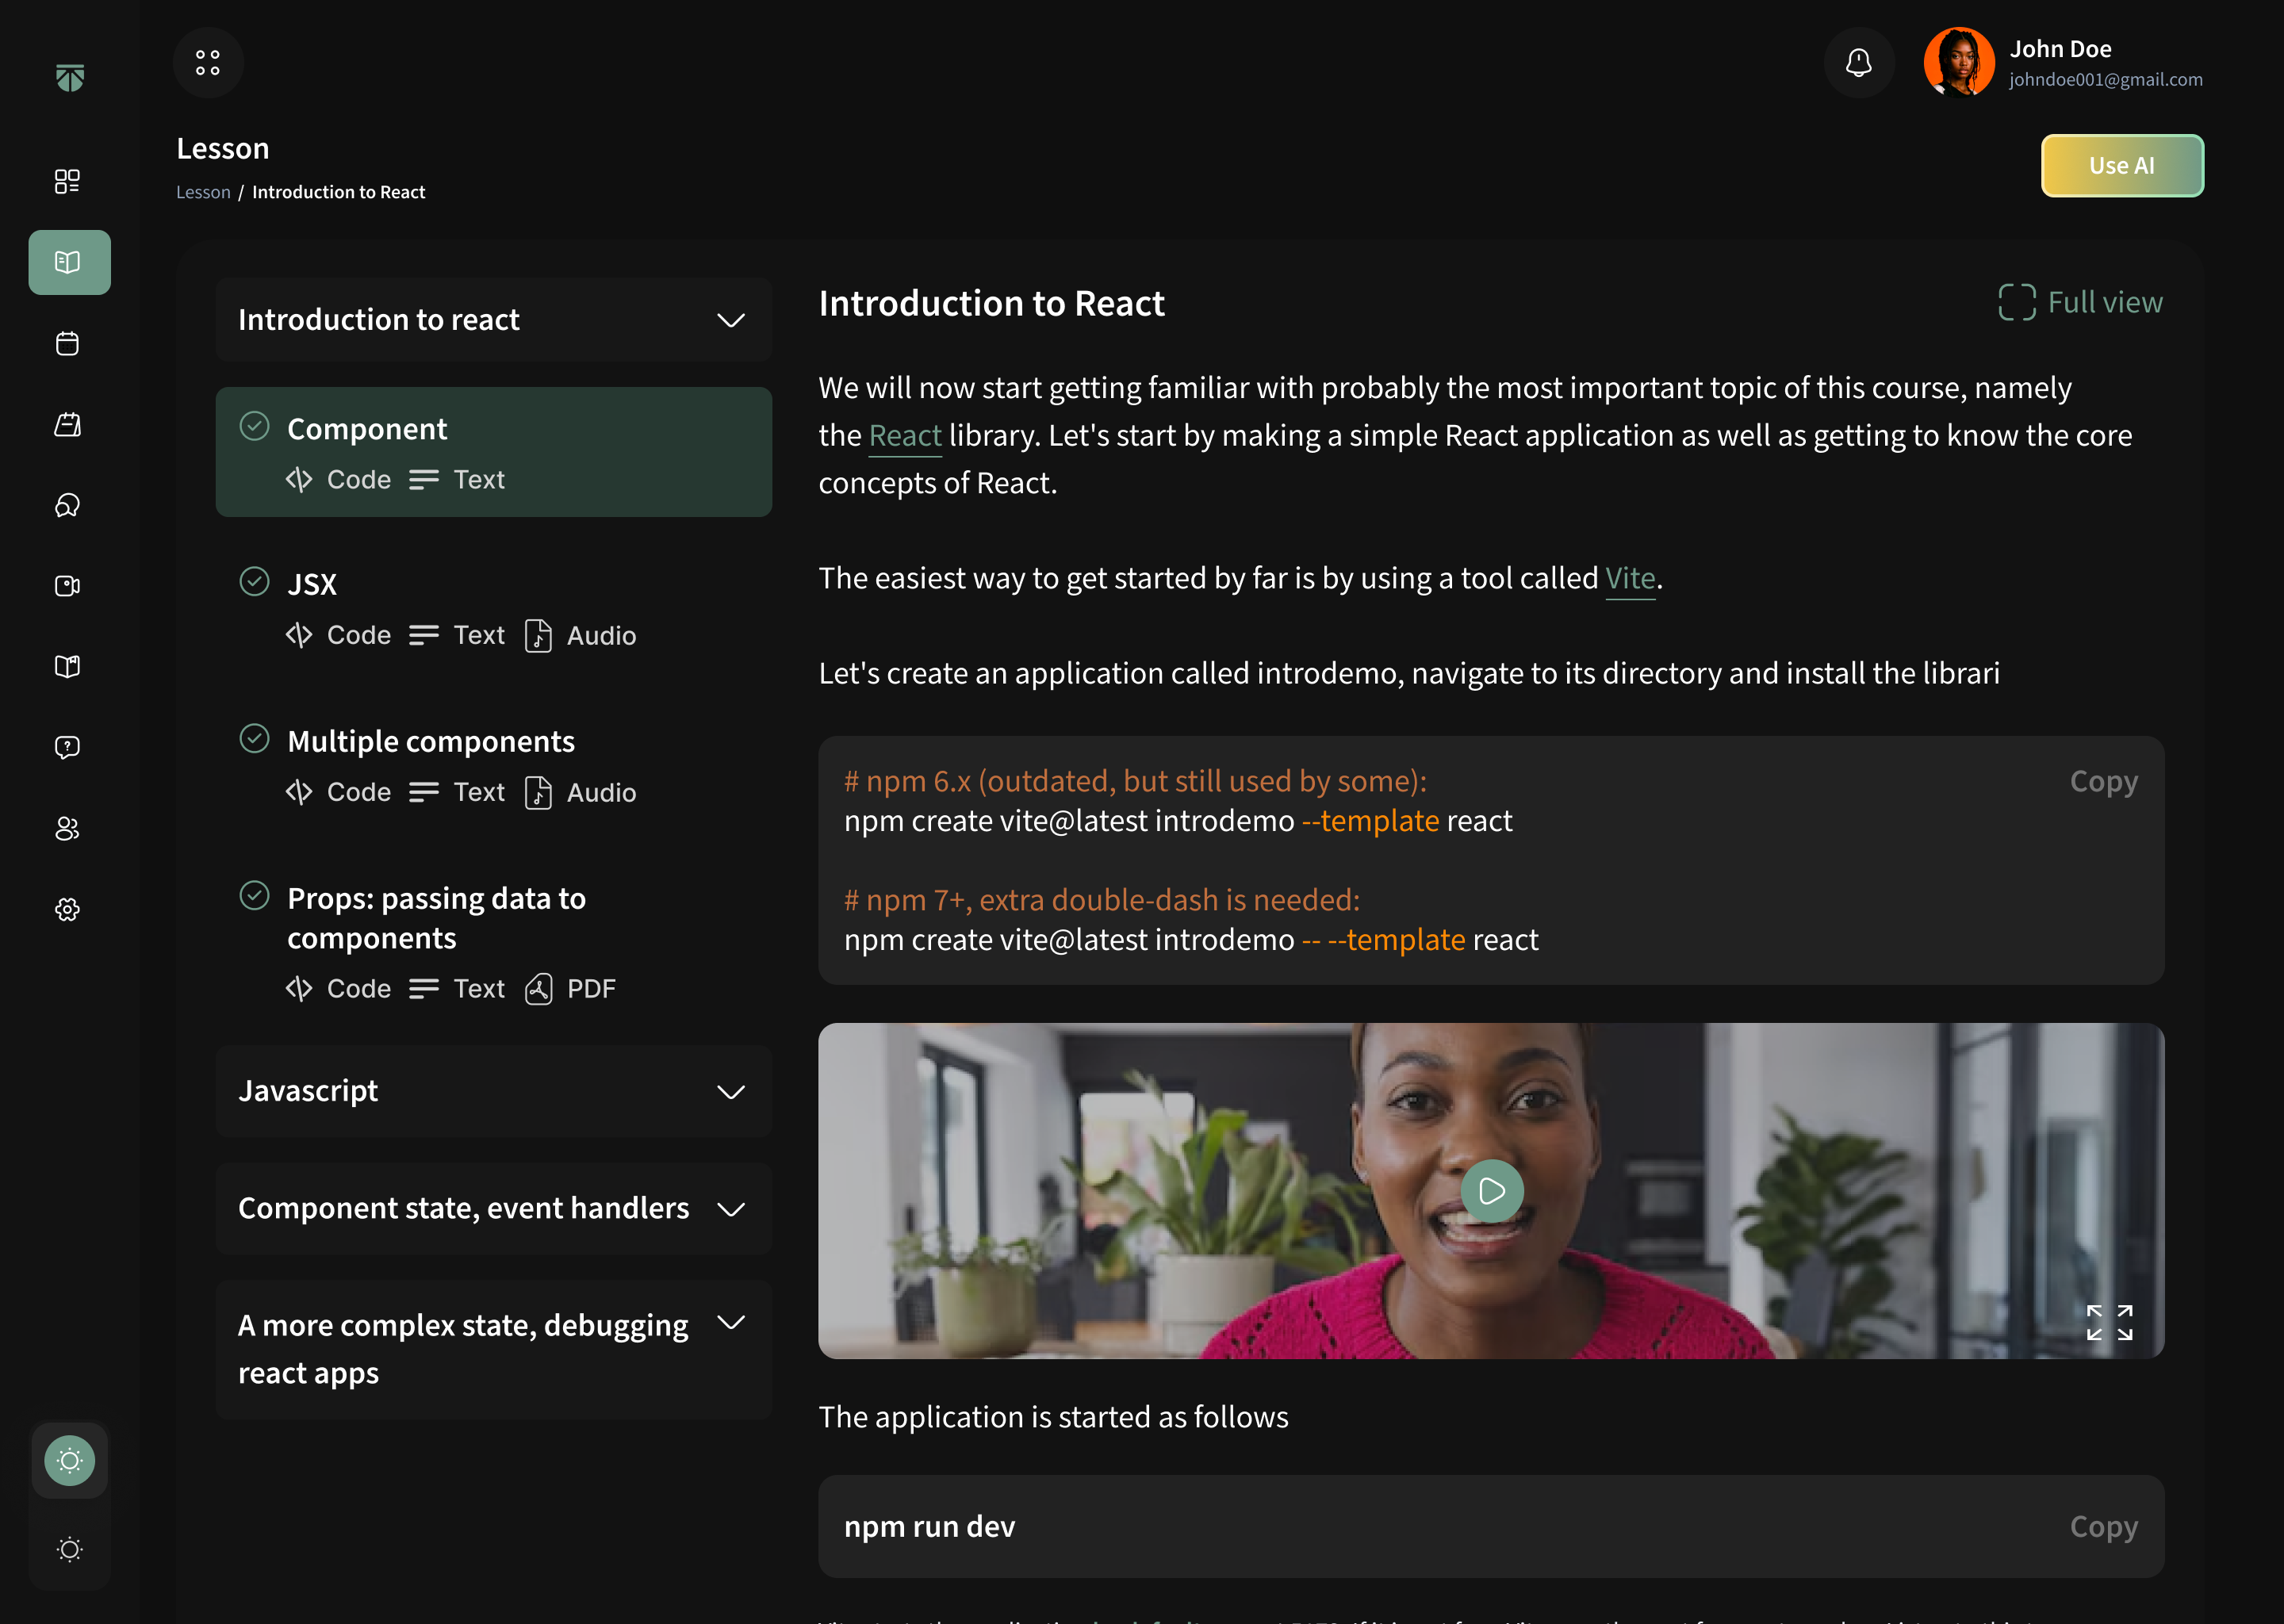 John Doe
johndoe001@gmail.com
Lesson
Lesson / Introduction to React
Use AI
Introduction to react
Component
Code Text
JSX
Code Text Audio
Multiple components
Code Text Audio
Props: passing data to
components
Code Text PDF
Javascript
Component state, event handlers
A more complex state, debugging
react apps
Introduction to React
Full view
We will now start getting familiar with probably the most important topic of this course, namely
the React library. Let's start by making a simple React application as well as getting to know the core
concepts of React.
The easiest way to get started by far is by using a tool called Vite.
Let's create an application called introdemo, navigate to its directory and install the librari
# npm 6.x (outdated, but still used by some):
Copy
npm create vite@latest introdemo --template react
# npm 7+, extra double-dash is needed:
npm create vite@latest introdemo -- --template react
The application is started as follows
npm run dev
Copy